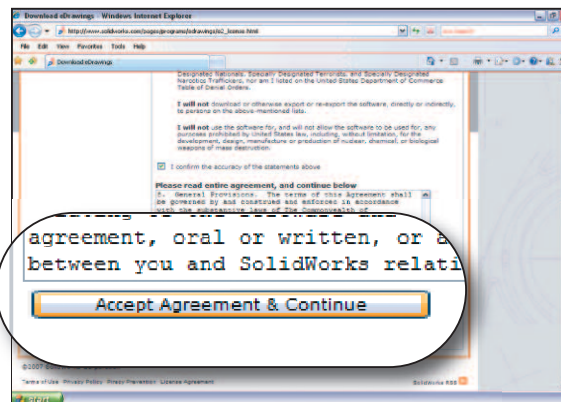 Download eDrawings - Windows Internet Explorer
http://www.solidworks.com/pages/programs/edrawings/e2_license.html
File Edit View Favorites Tools Help
Download eDrawings
Designated Nationals, Specially Designated Terrorists, and Specially Designated
Narcotics Traffickers, nor am I listed on the United States Department of Commerce
Table of Denial Orders.
I will not download or otherwise export or re-export the software, directly or indirectly,
to persons on the above-mentioned lists.
I will not use the software for, and will not allow the software to be used for, any
purposes prohibited by United States law, including, without limitation, for the
development, design, manufacture or production of nuclear, chemical, or biological
weapons of mass destruction.
I confirm the accuracy of the statements above
Please read entire agreement, and continue below
General Provisions. The terms of this Agreement shall
be governed by and construed and enforced in accordance
with the substantive laws of The Commonwealth of
agreement, oral or written, or a
between you and SolidWorks relati
Accept Agreement & Continue
©2007
Terms of Use Privacy Policy Piracy Prevention License Agreement
SolidWorks RSS
start